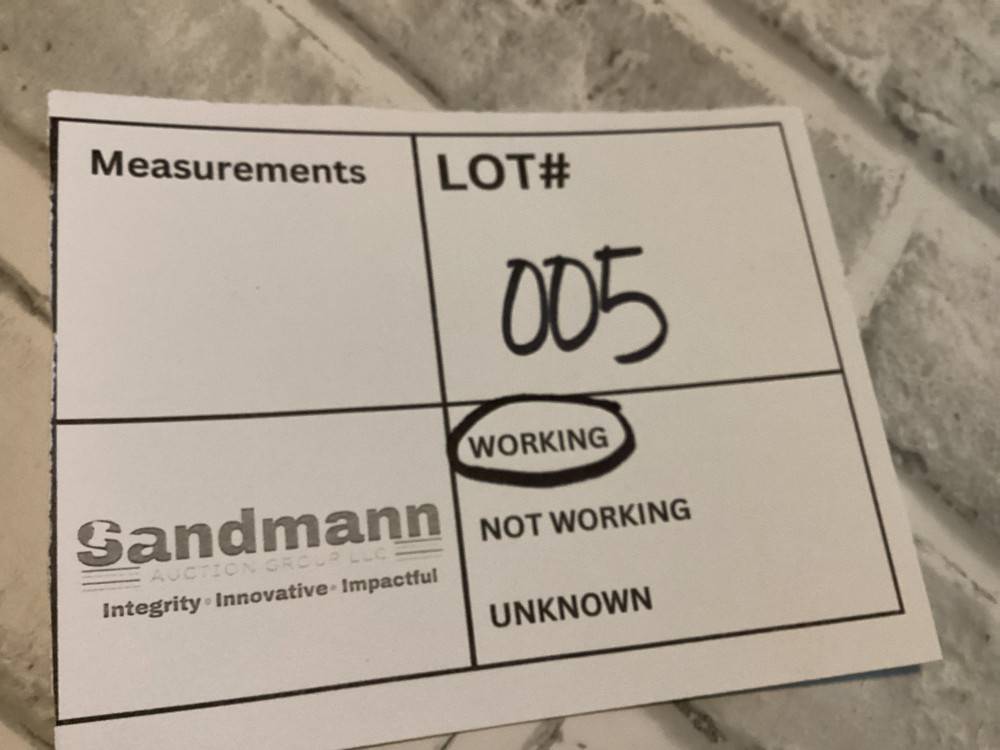 Measurements
LOT#
005
WORKING
NOT WORKING
UNKNOWN
Sandmann
AUCTION GROUP LLC
Integrity • Innovative • Impactful